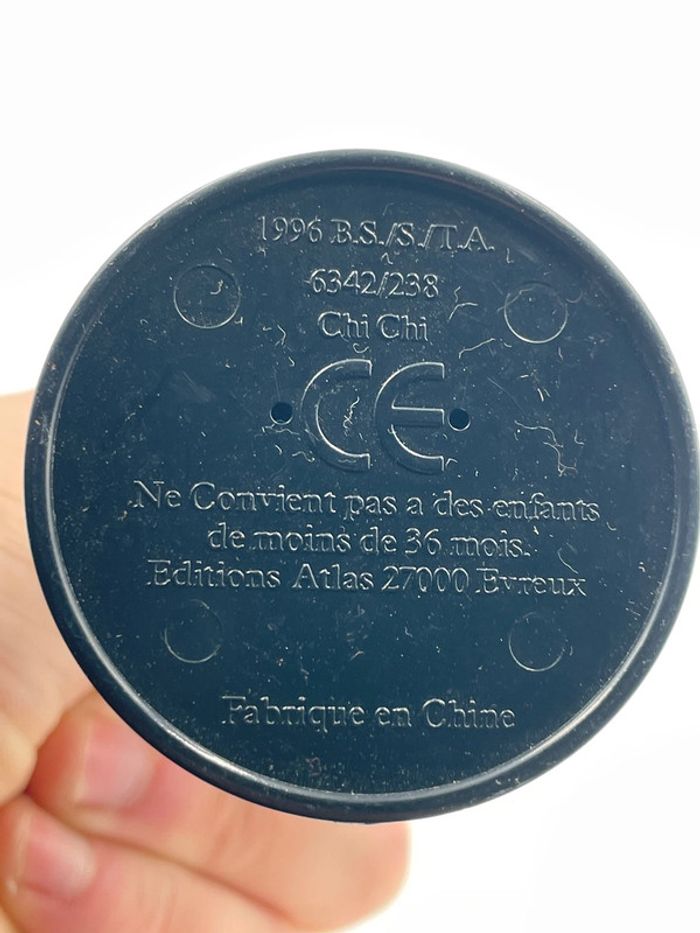 1996 B.S./S./T.A.
6342/238
Chi Chi
CE
Ne Convient pas a des enfants
de moins de 36 mois.
Editions Atlas 27000 Evreux
Fabrique en Chine